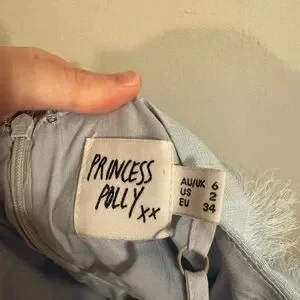 PRINCESS
POLLY
xx
AU/UK 6
US 2
EU 34